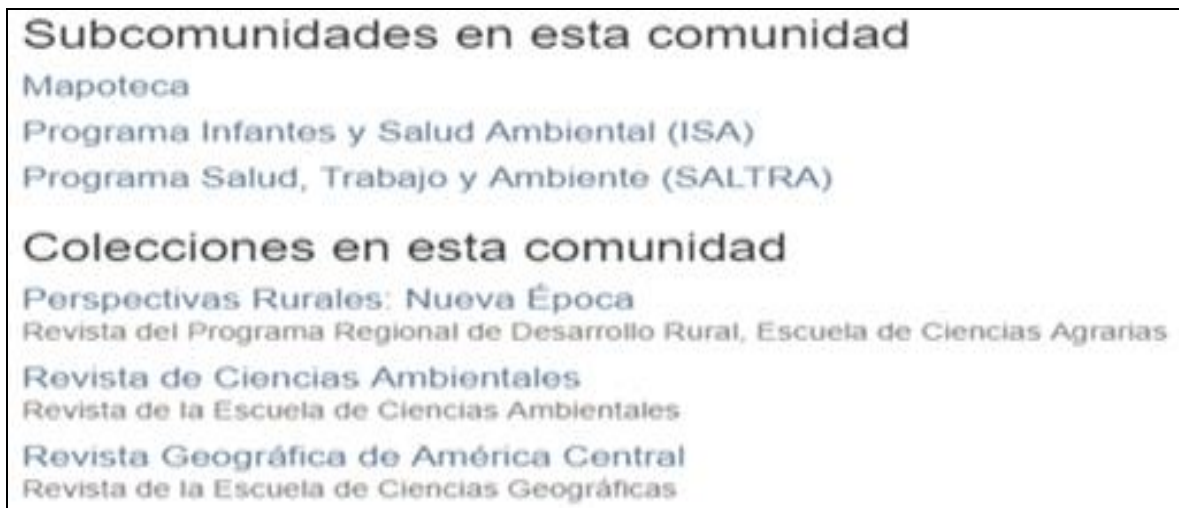 Subcomunidades en esta comunidad
Mapoteca
Programa Infantes y Salud Ambiental (ISA)
Programa Salud, Trabajo y Ambiente (SALTRA)
Colecciones en esta comunidad
Perspectivas Rurales: Nueva Época
Revista del Programa Regional de Desarrollo Rural, Escuela de Ciencias Agrarias
Revista de Ciencias Ambientales
Revista de la Escuela de Ciencias Ambientales
Revista Geográfica de América Central
Revista de la Escuela de Ciencias Geográficas